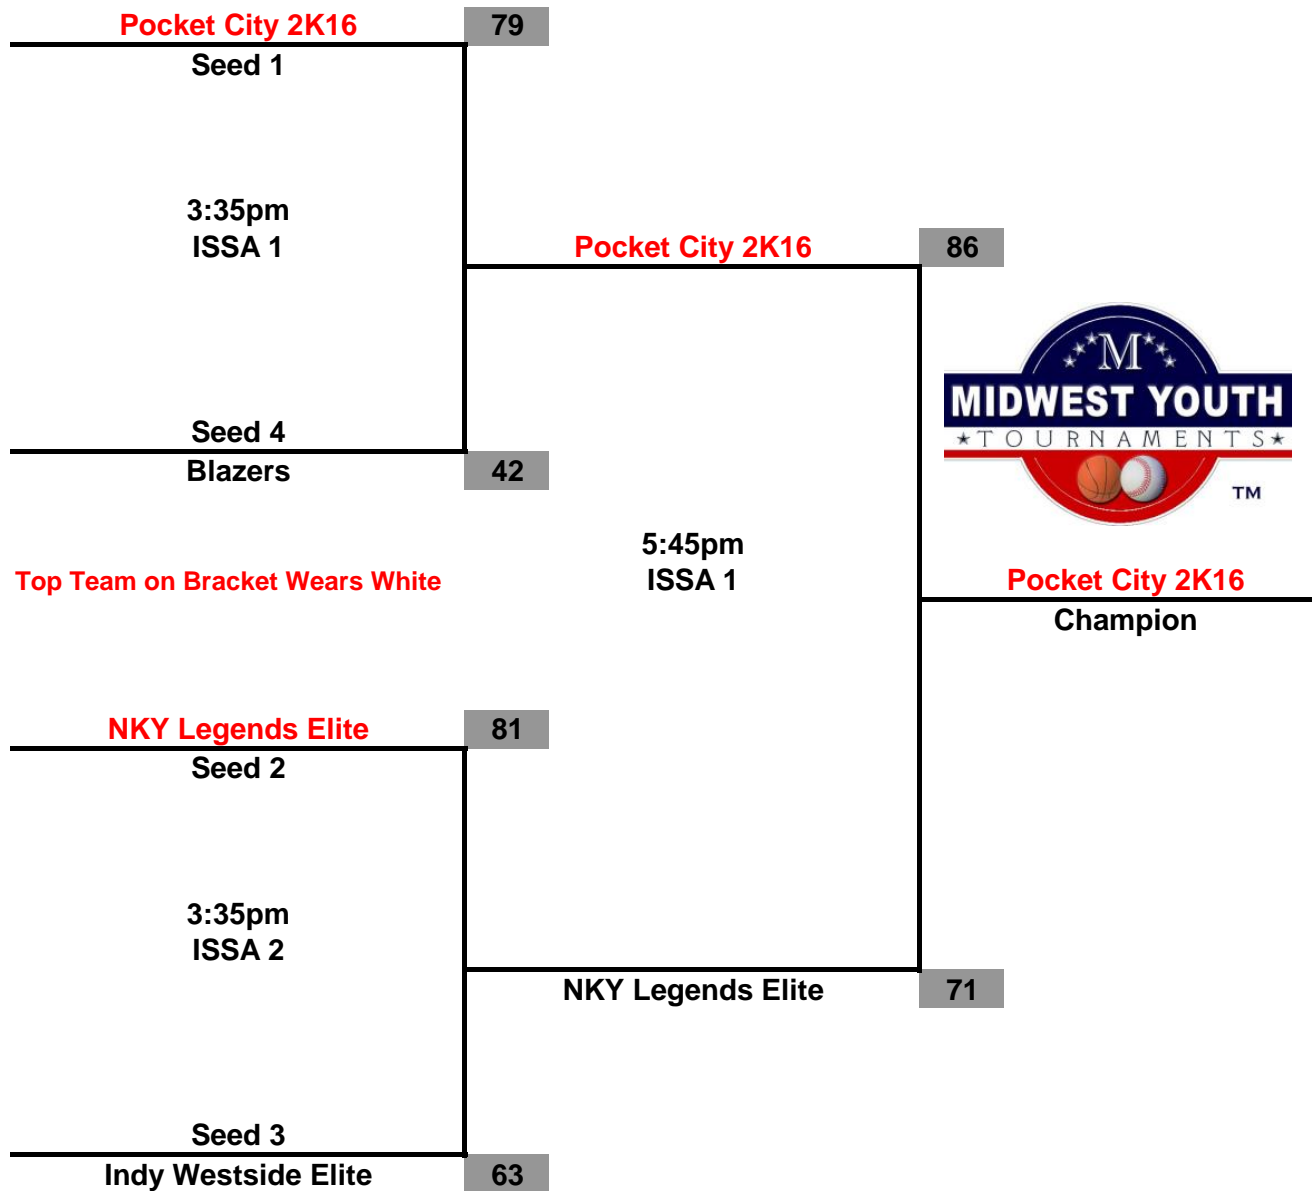 Pocket City 2K16 79
Seed 1
3:35pm
ISSA 1
Pocket City 2K16 86
M
MIDWEST YOUTH
TOURNAMENTS
TM
Seed 4
Blazers 42
5:45pm
ISSA 1
Top Team on Bracket Wears White
Pocket City 2K16
Champion
NKY Legends Elite 81
Seed 2
3:35pm
ISSA 2
NKY Legends Elite 71
Seed 3
Indy Westside Elite 63